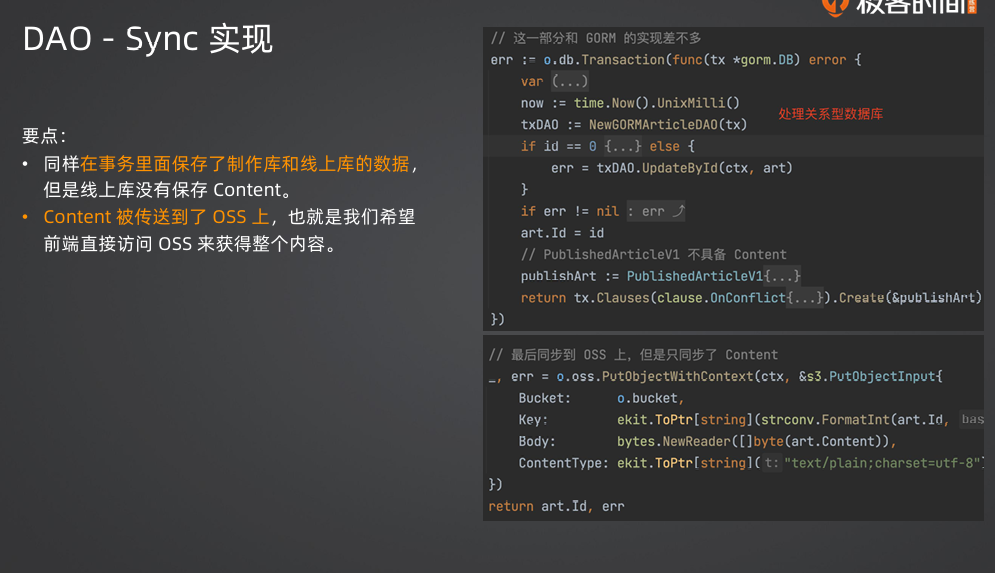 极客时间
DAO - Sync 实现
要点：
• 同样在事务里面保存了制作库和线上库的数据，
但是线上库没有保存 Content。
• Content 被传送到了 OSS 上，也就是我们希望
前端直接访问 OSS 来获得整个内容。
// 这一部分和 GORM 的实现差不多
err := o.db.Transaction(func(tx *gorm.DB) error {
var (...)
now := time.Now().UnixMilli()
处理关系型数据库
txDAO := NewGORMArticleDAO(tx)
if id == 0 {...} else {
err = txDAO.UpdateById(ctx, art)
}
if err != nil : err ⤴
art.Id = id
// PublishedArticleV1 不具备 Content
publishArt := PublishedArticleV1{...}
return tx.Clauses(clause.OnConflict{...}).Create(&publishArt)
})
// 最后同步到 OSS 上，但是只同步了 Content
_, err = o.oss.PutObjectWithContext(ctx, &s3.PutObjectInput{
Bucket: o.bucket,
Key: ekit.ToPtr[string](strconv.FormatInt(art.Id, bas
Body: bytes.NewReader([]byte(art.Content)),
ContentType: ekit.ToPtr[string]( t: "text/plain;charset=utf-8")
})
return art.Id, err